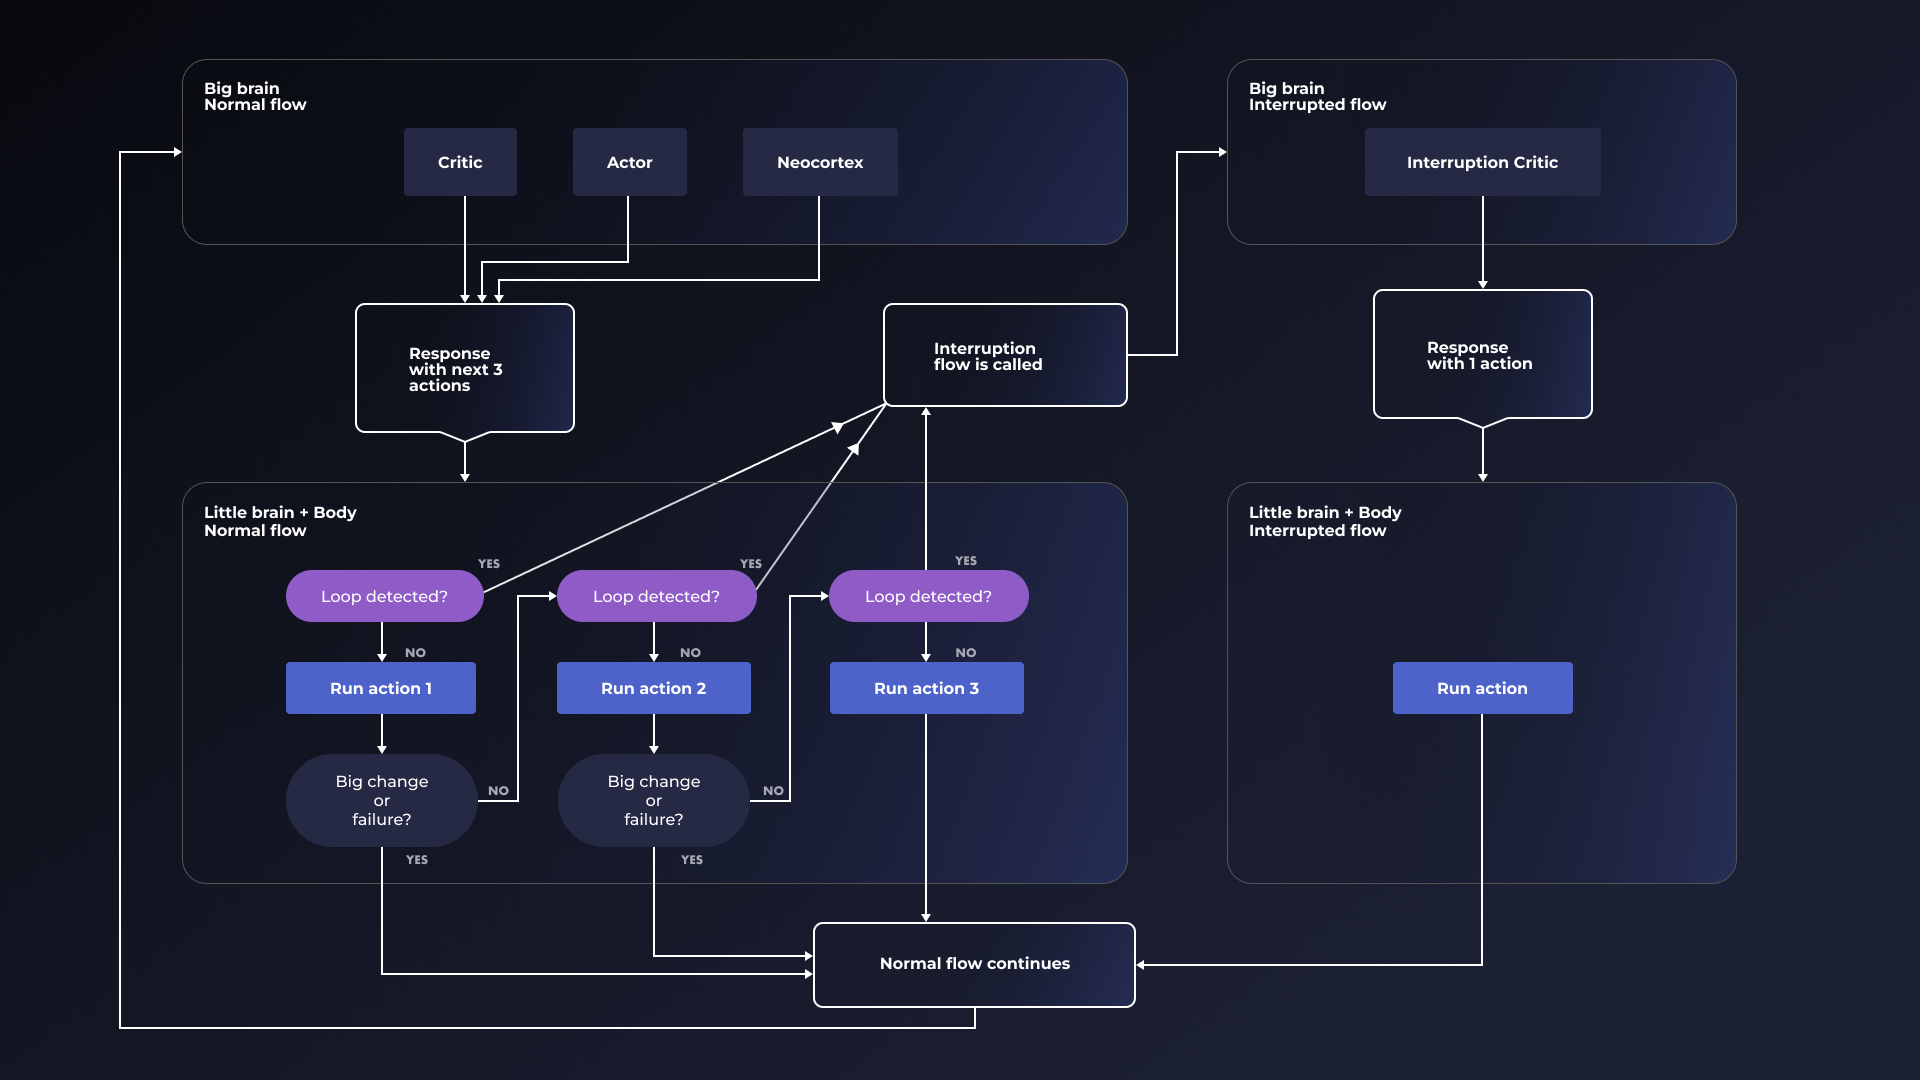 Big brain
Normal flow
Big brain
Interrupted flow
Critic
Actor
Neocortex
Interruption Critic
Response
with next 3
actions
Interruption
flow is called
Response
with 1 action
Little brain + Body
Normal flow
Little brain + Body
Interrupted flow
YES
YES
YES
Loop detected?
Loop detected?
Loop detected?
NO
NO
NO
Run action 1
Run action 2
Run action 3
Run action
Big change
or
failure?
NO
Big change
or
failure?
NO
YES
YES
Normal flow continues